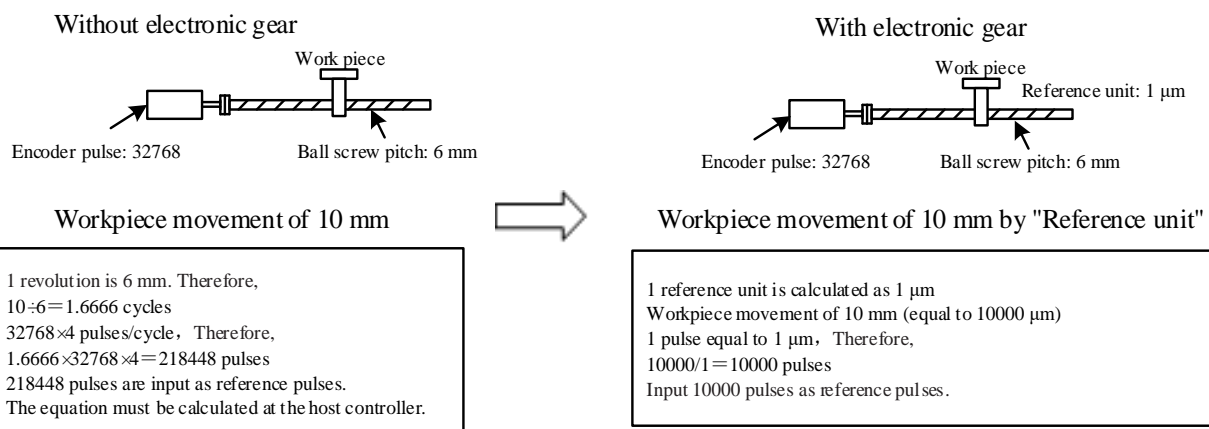 Without electronic gear
Work piece
Encoder pulse: 32768
Ball screw pitch: 6 mm
Workpiece movement of 10 mm
1 revolution is 6 mm. Therefore,
10÷6＝1.6666 cycles
32768×4 pulses/cycle，Therefore,
1.6666×32768×4＝218448 pulses
218448 pulses are input as reference pulses.
The equation must be calculated at the host controller.
With electronic gear
Work piece
Reference unit: 1 μm
Encoder pulse: 32768
Ball screw pitch: 6 mm
Workpiece movement of 10 mm by "Reference unit"
1 reference unit is calculated as 1 μm
Workpiece movement of 10 mm (equal to 10000 μm)
1 pulse equal to 1 μm，Therefore,
10000/1＝10000 pulses
Input 10000 pulses as reference pulses.